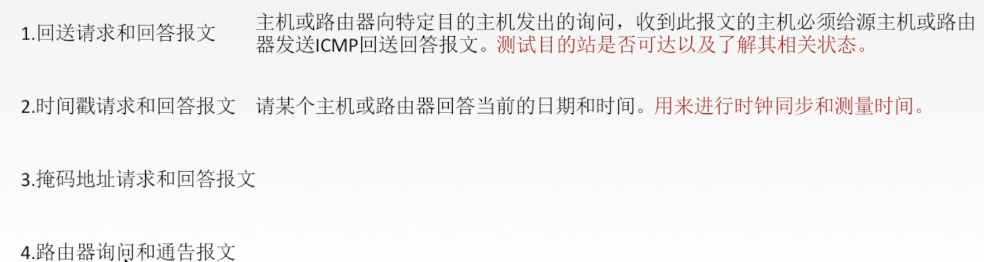 1.回送请求和回答报文 主机或路由器向特定目的主机发出的询问，收到此报文的主机必须给源主机或路由
器发送ICMP回送回答报文。测试目的站是否可达以及了解其相关状态。
2.时间戳请求和回答报文 请某个主机或路由器回答当前的日期和时间。用来进行时钟同步和测量时间。
3.掩码地址请求和回答报文
4.路由器询问和通告报文